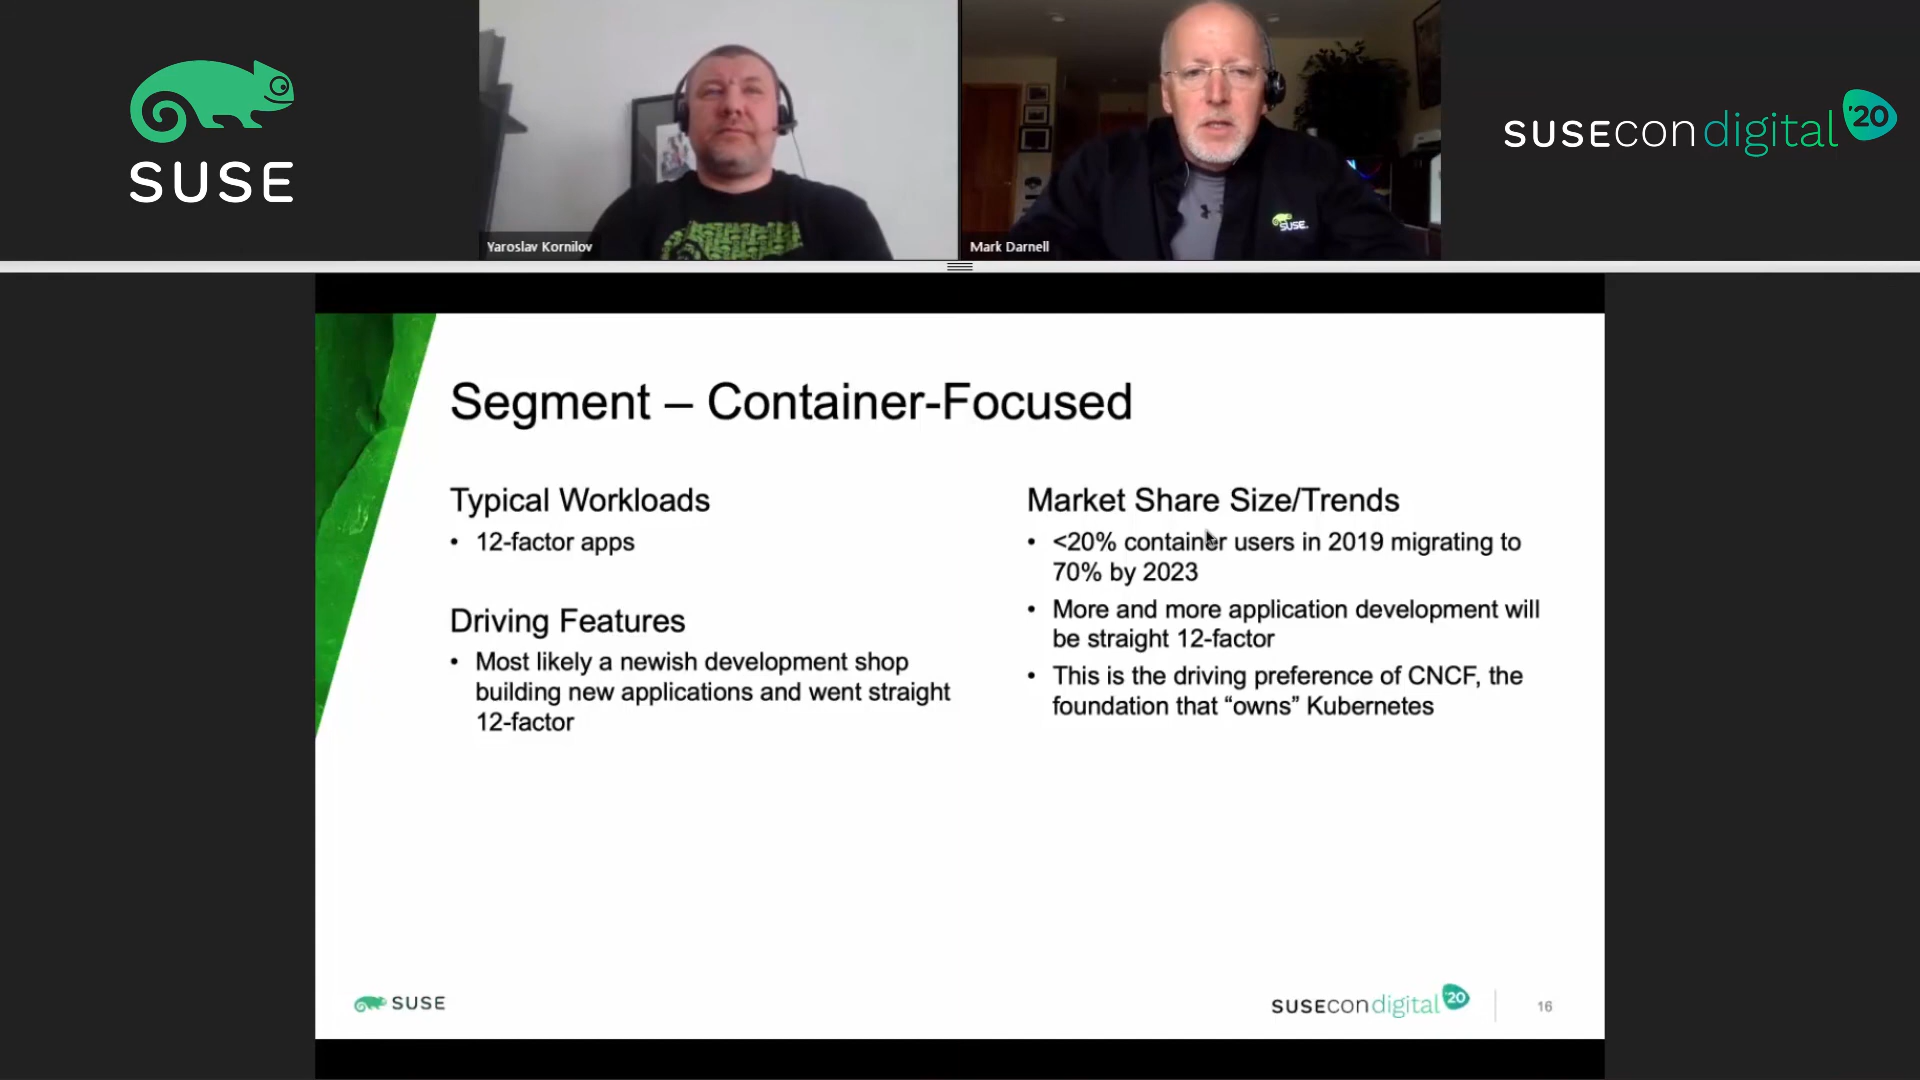 SUSE
Yaroslav Kornilov
SUSE.
Mark Darnell
SUSECon digital '20
Segment – Container-Focused
Typical Workloads
• 12-factor apps
Driving Features
• Most likely a newish development shop
building new applications and went straight
12-factor
Market Share Size/Trends
• <20% container users in 2019 migrating to
70% by 2023
• More and more application development will
be straight 12-factor
• This is the driving preference of CNCF, the
foundation that “owns” Kubernetes
SUSE
SUSECon digital '20
16